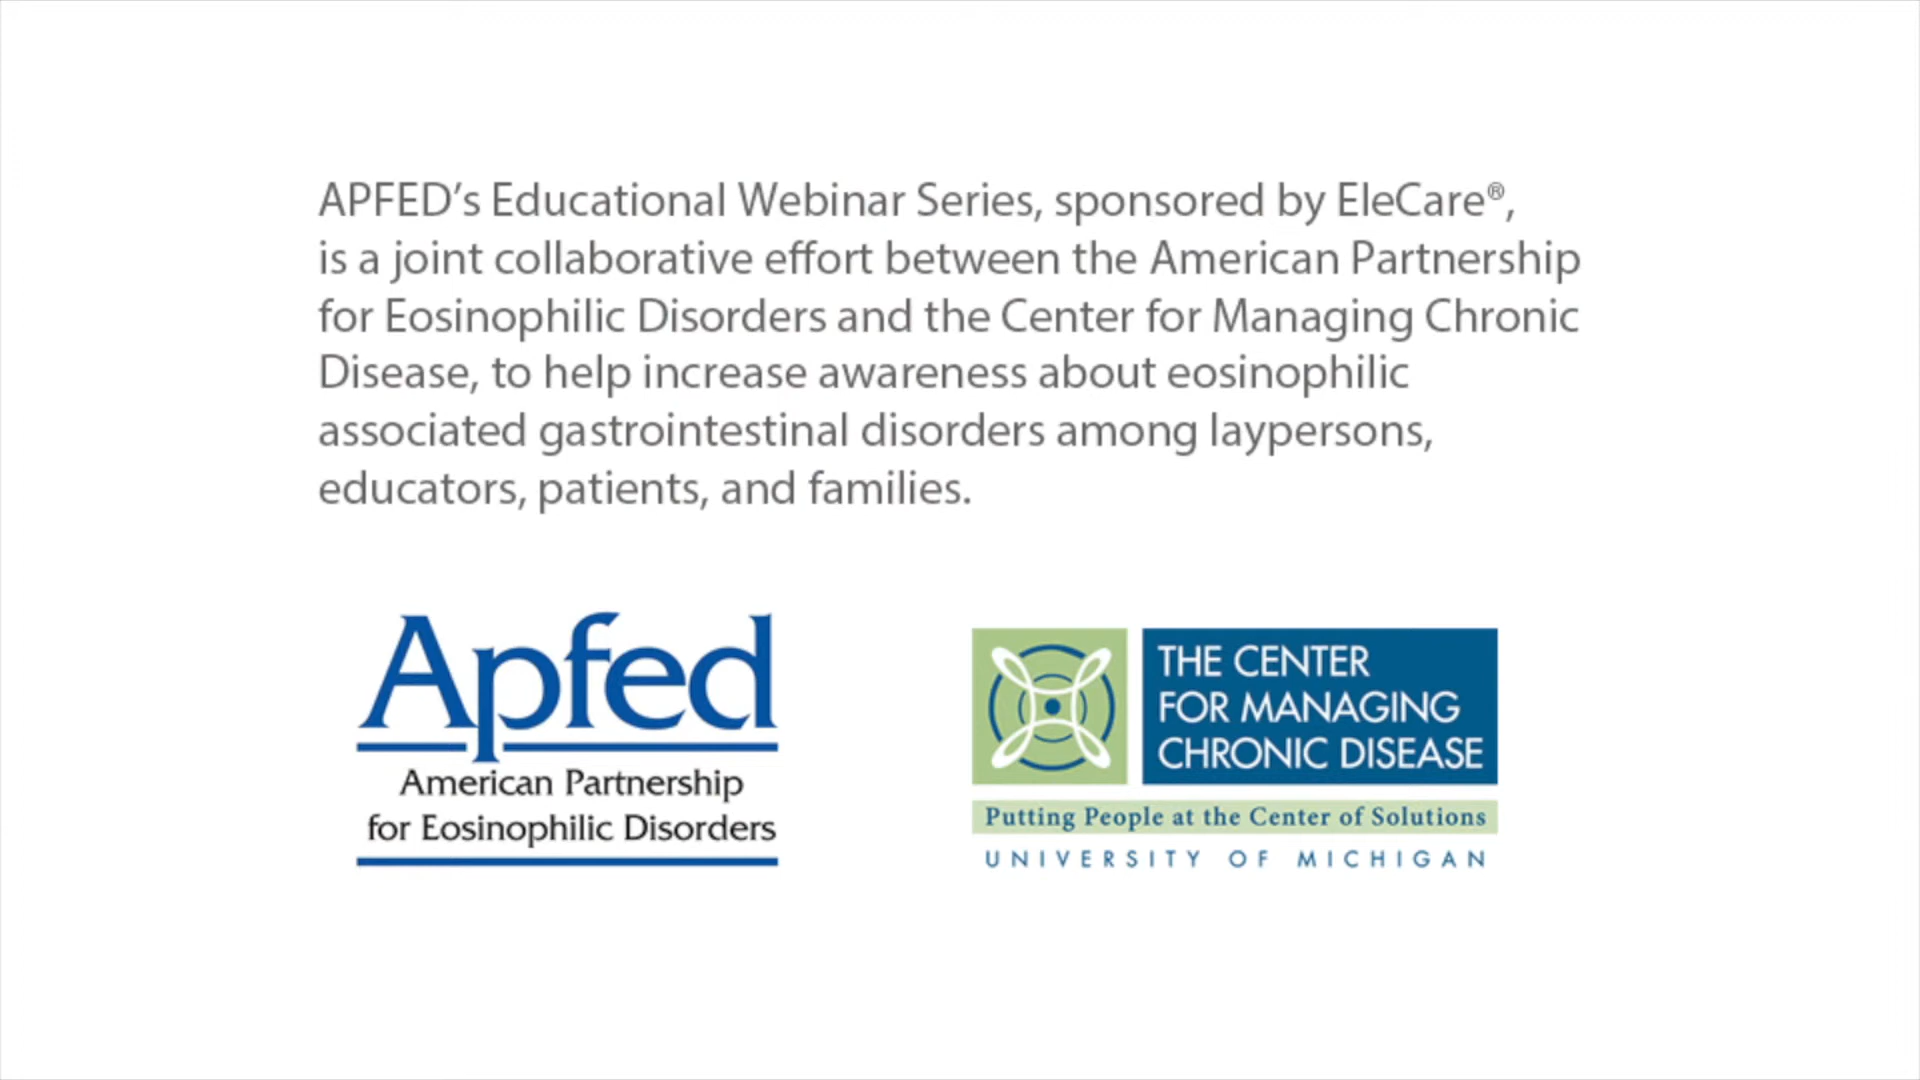 APFED’s Educational Webinar Series, sponsored by EleCare®,
is a joint collaborative effort between the American Partnership
for Eosinophilic Disorders and the Center for Managing Chronic
Disease, to help increase awareness about eosinophilic
associated gastrointestinal disorders among laypersons,
educators, patients, and families.
Apfed
American Partnership
for Eosinophilic Disorders
THE CENTER
FOR MANAGING
CHRONIC DISEASE
Putting People at the Center of Solutions
UNIVERSITY OF MICHIGAN